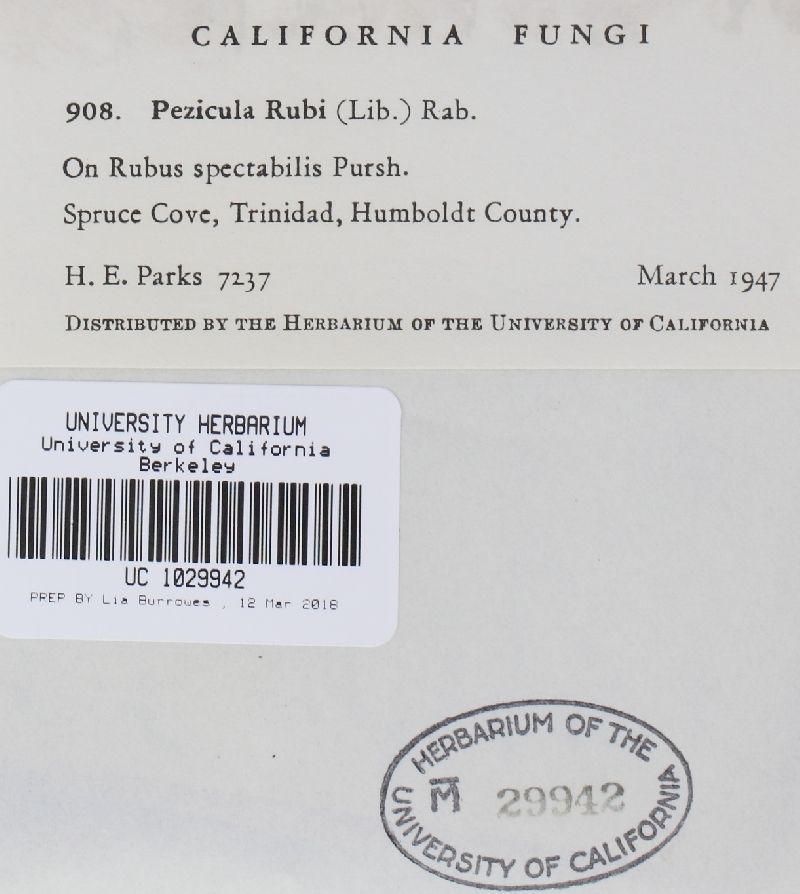 CALIFORNIA FUNGI
908. Pezicula Rubi (Lib.) Rab.
On Rubus spectabilis Pursh.
Spruce Cove, Trinidad, Humboldt County.
H. E. Parks 7237 March 1947
DISTRIBUTED BY THE HERBARIUM OF THE UNIVERSITY OF CALIFORNIA
UNIVERSITY HERBARIUM
University of California
Berkeley
UC 1029942
PREP BY Lia Burrowes , 12 Mar 2018
HERBARIUM OF THE
M̅ 29942
UNIVERSITY OF CALIFORNIA